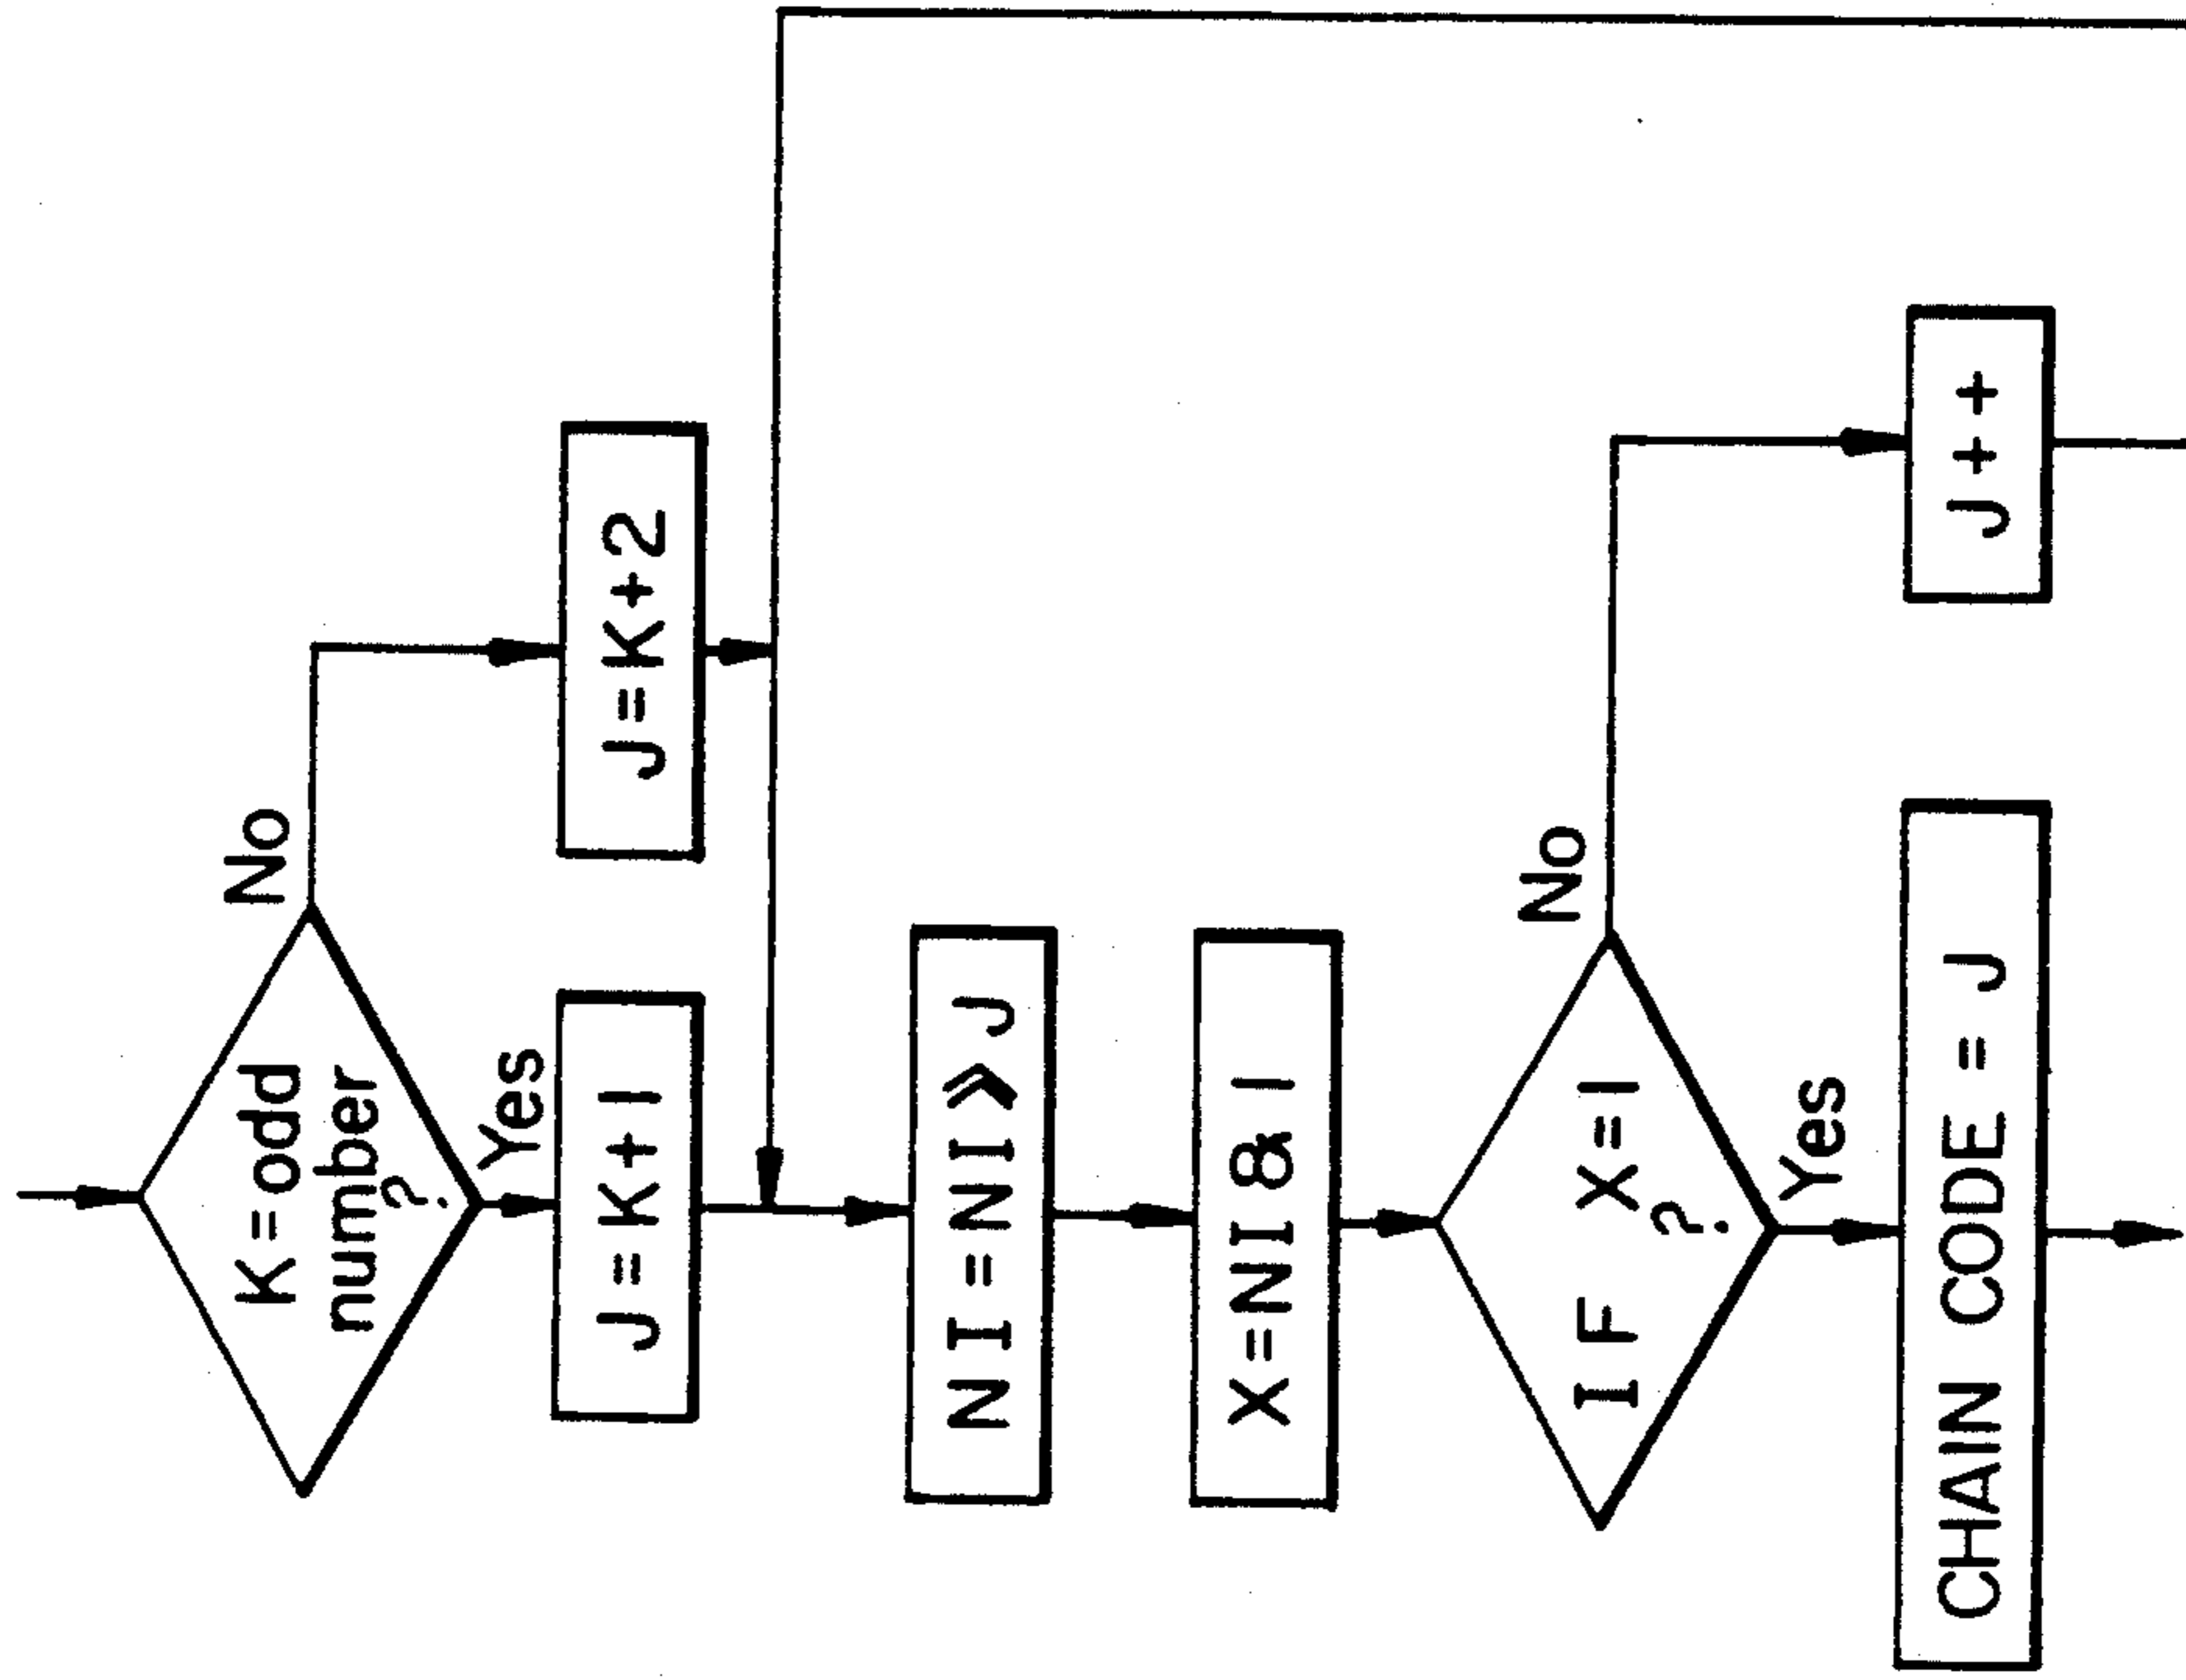 K=odd
number
?
No
Yes
J=K+1
J=K+2
NI=NI≫J
X=NI&1
IF X=1
?
No
Yes
CHAIN CODE = J
J++